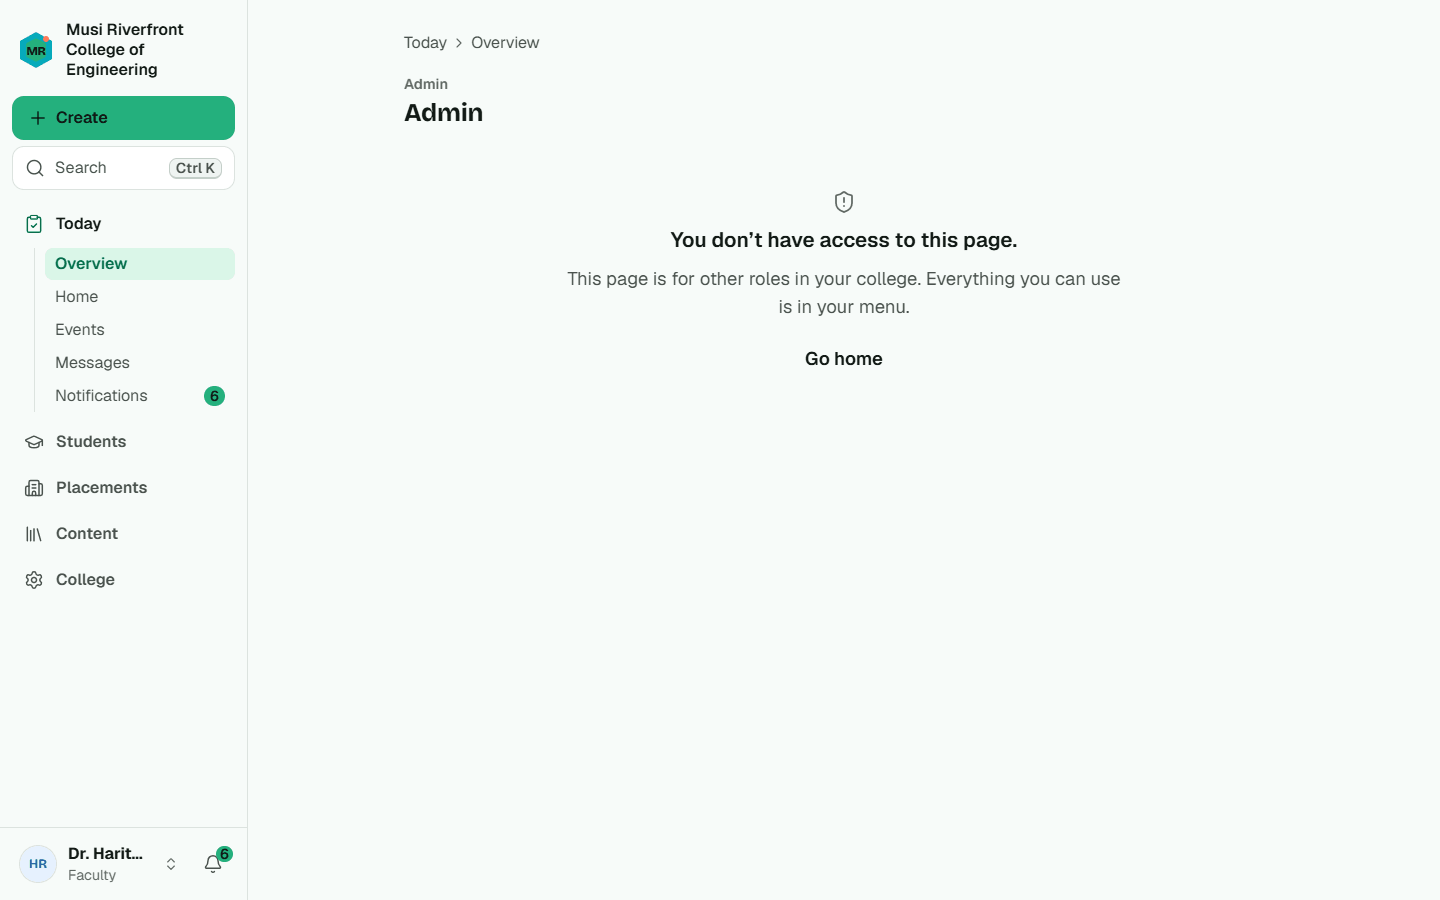 MR
Musi Riverfront
College of
Engineering
Create
Search
Ctrl K
Today
Overview
Home
Events
Messages
Notifications
6
Students
Placements
Content
College
HR
Dr. Harit...
Faculty
6
Today > Overview
Admin
Admin
You don’t have access to this page.
This page is for other roles in your college. Everything you can use
is in your menu.
Go home